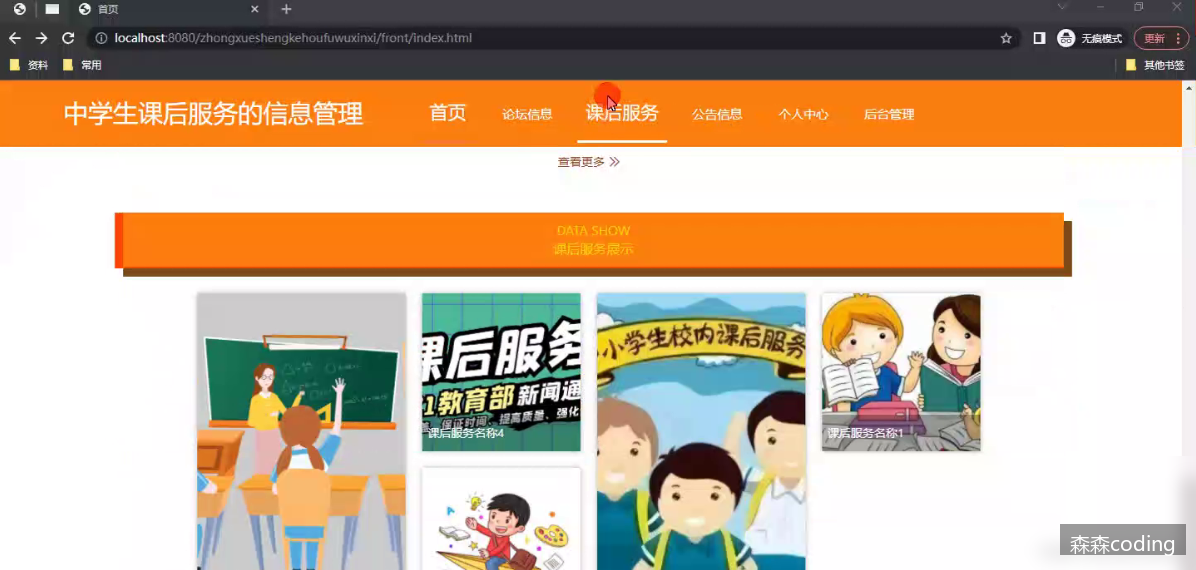 首页
localhost:8080/zhongxueshengkehoufuwuxinxi/front/index.html
无痕模式
更新
资料
常用
其他书签
中学生课后服务的信息管理
首页
论坛信息
课后服务
公告信息
个人中心
后台管理
查看更多
DATA SHOW
课后服务展示
课后服务
1教育部新闻通
保证时间、提高质量、强化
课后服务名称4
小学生校内课后服务
课后服务名称1
森森coding